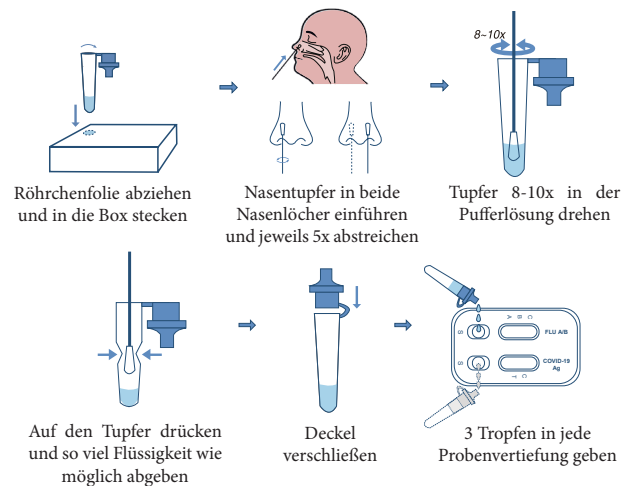 8~10x
Röhrchenfolie abziehen
und in die Box stecken
Nasentupfer in beide
Nasenlöcher einführen
und jeweils 5x abstreichen
Tupfer 8-10x in der
Pufferlösung drehen
Auf den Tupfer drücken
und so viel Flüssigkeit wie
möglich abgeben
Deckel
verschließen
C B A
S
FLU A/B
S
COVID-19
Ag
C T
3 Tropfen in jede
Probenvertiefung geben